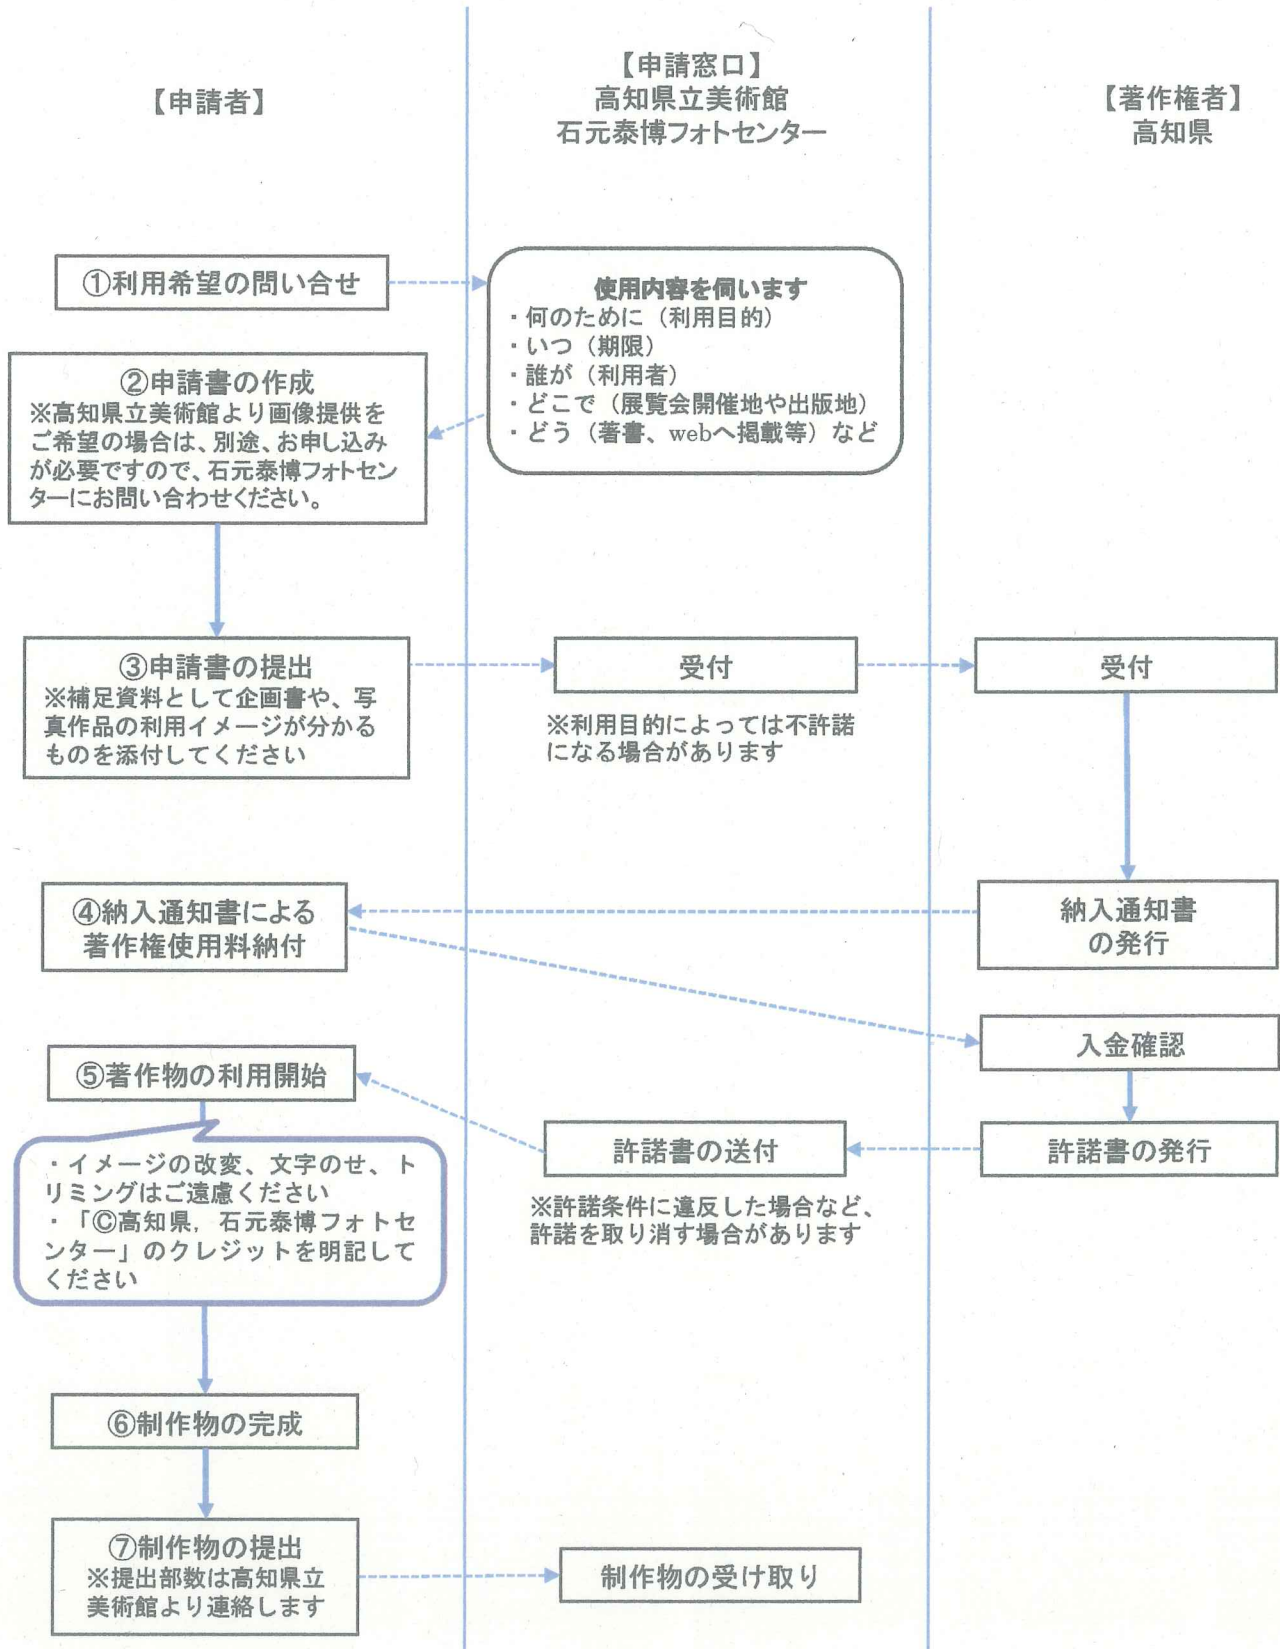 【申請者】
【申請窓口】
高知県立美術館
石元泰博フォトセンター
【著作権者】
高知県
①利用希望の問い合せ
使用内容を伺います
・何のために（利用目的）
・いつ（期限）
・誰が（利用者）
・どこで（展覧会開催地や出版地）
・どう（著書、webへ掲載等）など
②申請書の作成
※高知県立美術館より画像提供を
ご希望の場合は、別途、お申し込み
が必要ですので、石元泰博フォトセン
ターにお問い合わせください。
③申請書の提出
※補足資料として企画書や、写
真作品の利用イメージが分かる
ものを添付してください
受付
※利用目的によっては不許諾
になる場合があります
受付
④納入通知書による
著作権使用料納付
納入通知書
の発行
入金確認
⑤著作物の利用開始
許諾書の送付
許諾書の発行
※許諾条件に違反した場合など、
許諾を取り消す場合があります
・イメージの改変、文字のせ、ト
リミングはご遠慮ください
・「©高知県，石元泰博フォトセ
ンター」のクレジットを明記して
ください
⑥制作物の完成
⑦制作物の提出
※提出部数は高知県立
美術館より連絡します
制作物の受け取り